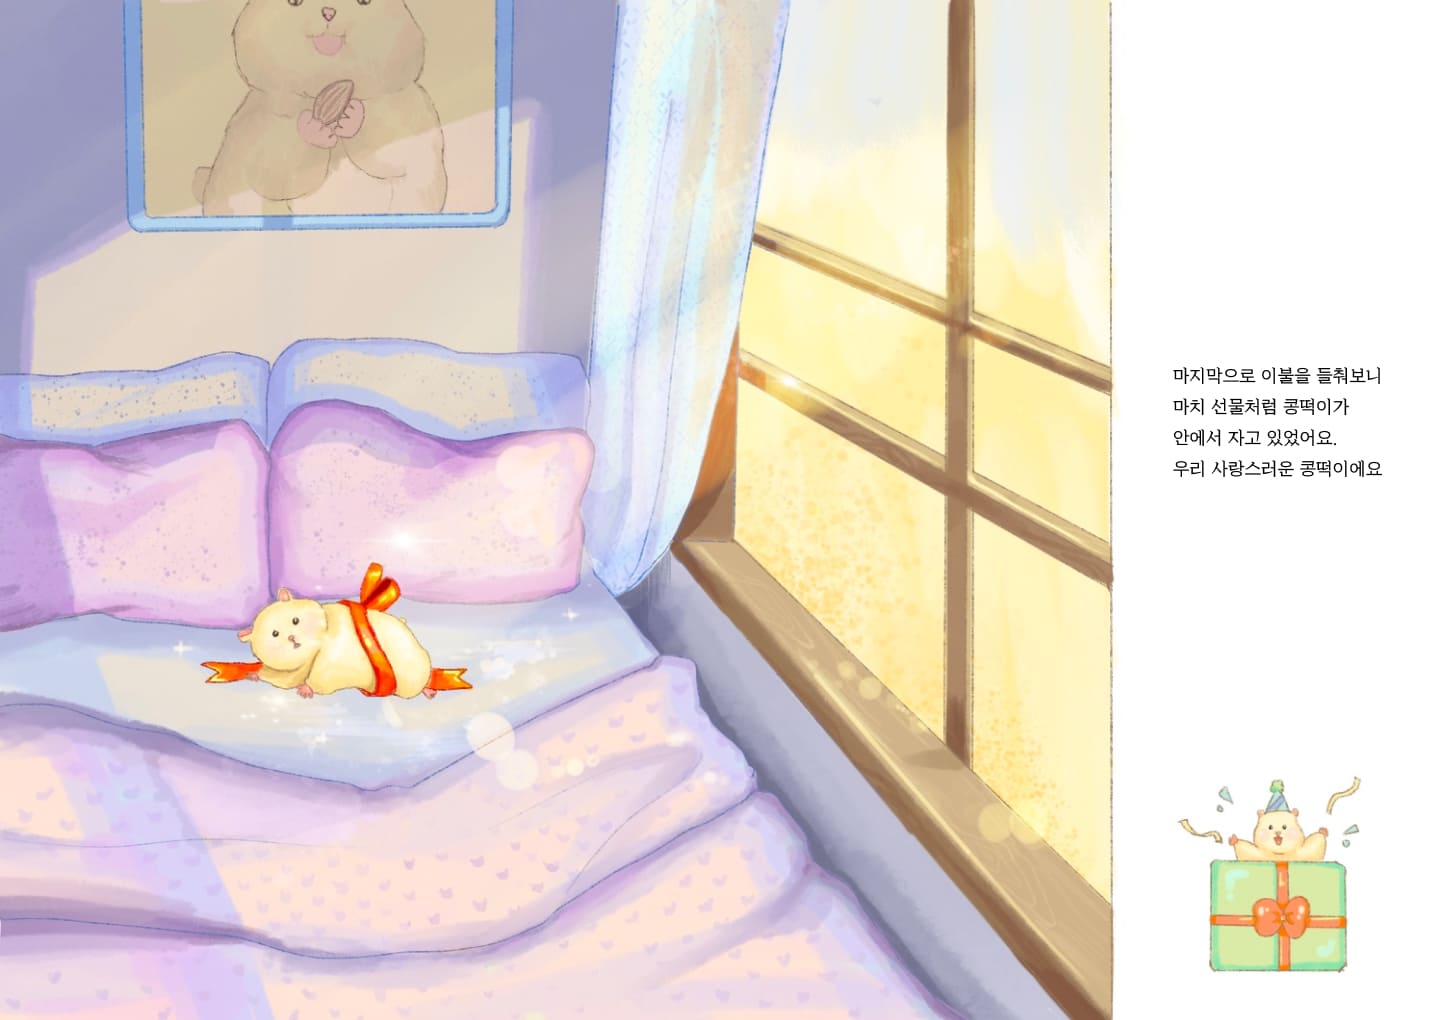 마지막으로 이불을 들춰보니
마치 선물처럼 콩떡이가
안에서 자고 있었어요.
우리 사랑스러운 콩떡이에요